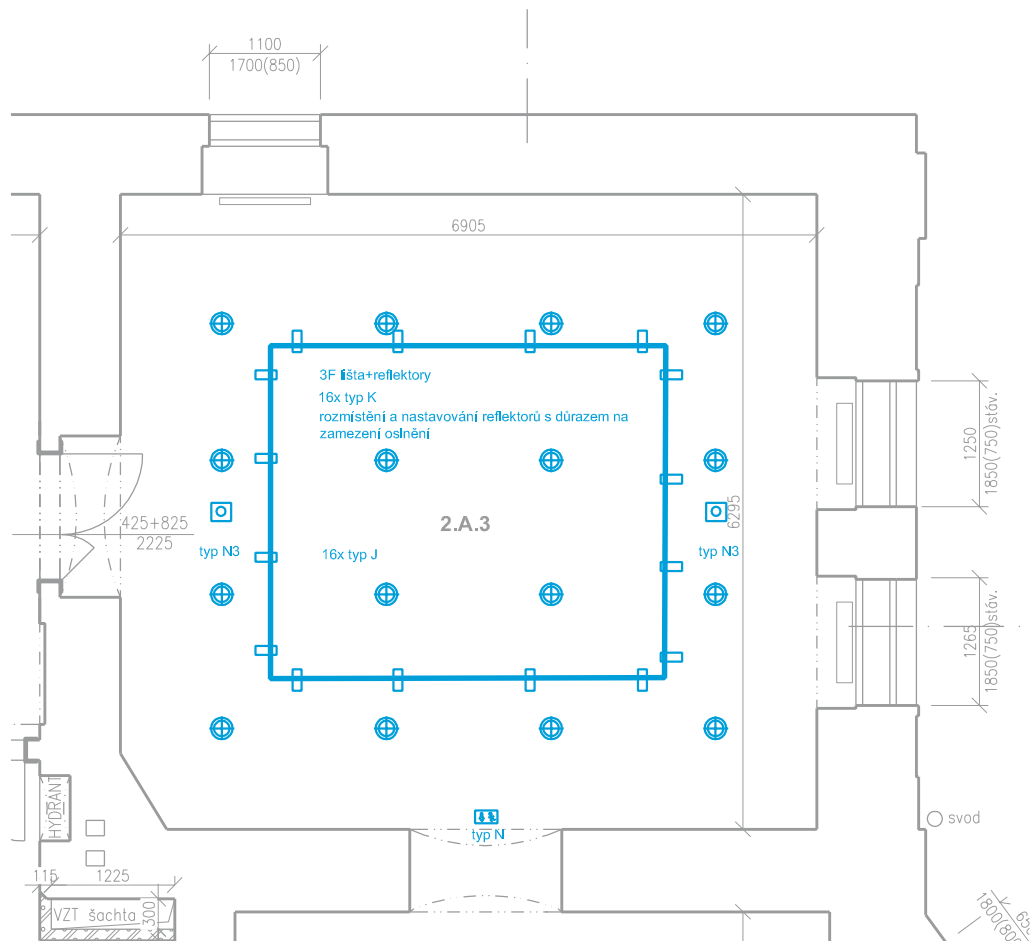 1100
1700(850)
6905
3F lišta+reflektory
16x typ K
rozmístění a nastavování reflektorů s důrazem na
zamezení oslnění
1250
1850(750)stáv.
425+825
2225
typ N3
2.A.3
16x typ J
typ N3
6295
1265
1850(750)stáv.
HYDRANT
typ N
svod
115
1225
VZT šachta
300